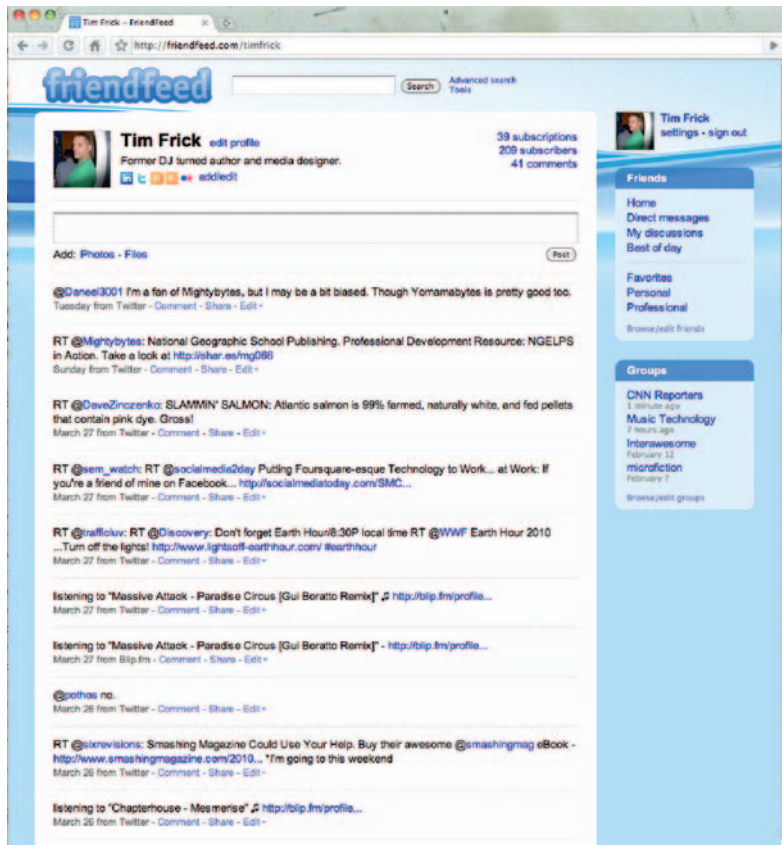 Tim Frick - FriendFeed
http://friendfeed.com/timfrick
friendfeed
Search
Advanced search
Tools
Tim Frick edit profile
Former DJ turned author and media designer.
add/edit
39 subscriptions
209 subscribers
41 comments
Add: Photos - Files
Post
@Daneel3001 I'm a fan of Mightybytes, but I may be a bit biased. Though Yomamabytes is pretty good too.
Tuesday from Twitter - Comment - Share - Edit
RT @Mightybytes: National Geographic School Publishing. Professional Development Resource: NGELPS
in Action. Take a look at http://shar.es/mg066
Sunday from Twitter - Comment - Share - Edit
RT @DaveZinczenko: SLAMMIN' SALMON: Atlantic salmon is 99% farmed, naturally white, and fed pellets
that contain pink dye. Gross!
March 27 from Twitter - Comment - Share - Edit
RT @sem_watch: RT @socialmedia2day Putting Foursquare-esque Technology to Work... at Work: If
you're a friend of mine on Facebook... http://socialmediatoday.com/SMC...
March 27 from Twitter - Comment - Share - Edit
RT @trafficluv: RT @Discovery: Don't forget Earth Hour/8:30P local time RT @WWF Earth Hour 2010
...Turn off the lights! http://www.lightsoff-earthhour.com/ #earthhour
March 27 from Twitter - Comment - Share - Edit
listening to "Massive Attack - Paradise Circus [Gui Boratto Remix]" ♫ http://blip.fm/profile...
March 27 from Twitter - Comment - Share - Edit
listening to "Massive Attack - Paradise Circus [Gui Boratto Remix]" - http://blip.fm/profile...
March 27 from Blip.fm - Comment - Share - Edit
@pothos no.
March 26 from Twitter - Comment - Share - Edit
RT @sixrevisions: Smashing Magazine Could Use Your Help. Buy their awesome @smashingmag eBook -
http://www.smashingmagazine.com/2010... *I'm going to this weekend
March 26 from Twitter - Comment - Share - Edit
listening to "Chapterhouse - Mesmerise" ♫ http://blip.fm/profile...
March 26 from Twitter - Comment - Share - Edit
Tim Frick
settings - sign out
Friends
Home
Direct messages
My discussions
Best of day
Favorites
Personal
Professional
Browse/edit friends
Groups
CNN Reporters
1 minute ago
Music Technology
7 hours ago
Interawesome
February 12
microfiction
February 7
Browse/edit groups